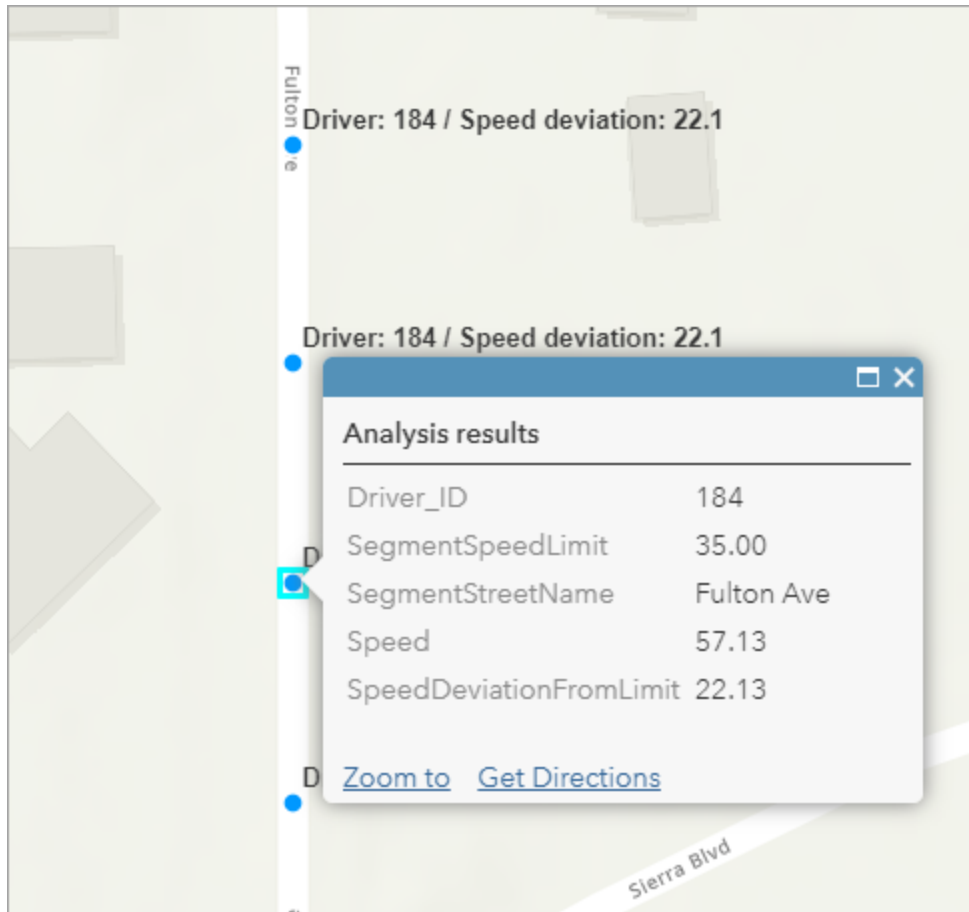 Fulton
Driver: 184 / Speed deviation: 22.1
Driver: 184 / Speed deviation: 22.1
Analysis results
Driver_ID 184
SegmentSpeedLimit 35.00
D
SegmentStreetName Fulton Ave
Speed 57.13
SpeedDeviationFromLimit 22.13
D
Zoom to Get Directions
Sierra Blvd